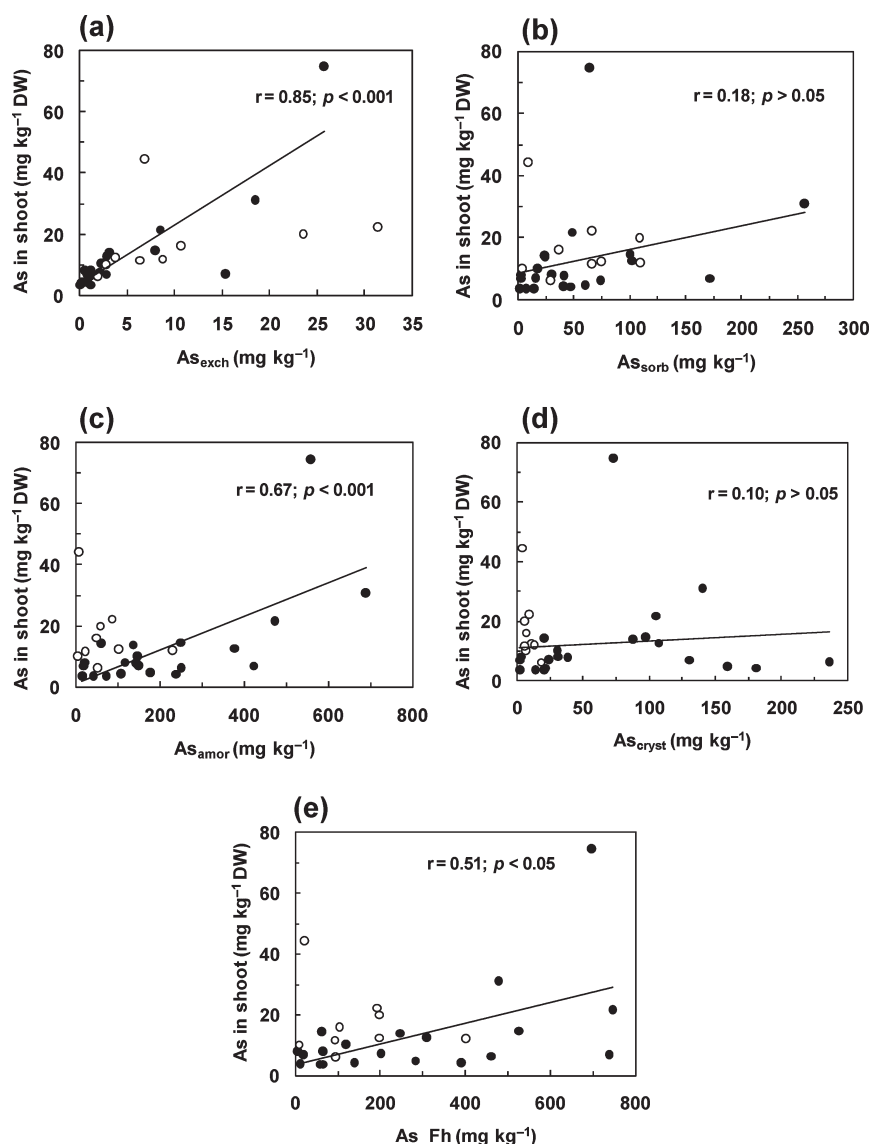 (a)
80
60
40
20
0
As in shoot (mg kg⁻¹ DW)
r = 0.85; p < 0.001
0 5 10 15 20 25 30 35
As_exch (mg kg⁻¹)
(b)
80
60
40
20
0
As in shoot (mg kg⁻¹ DW)
r = 0.18; p > 0.05
0 50 100 150 200 250 300
As_sorb (mg kg⁻¹)
(c)
80
60
40
20
0
As in shoot (mg kg⁻¹ DW)
r = 0.67; p < 0.001
0 200 400 600 800
As_amor (mg kg⁻¹)
(d)
80
60
40
20
0
As in shoot (mg kg⁻¹ DW)
r = 0.10; p > 0.05
0 50 100 150 200 250
As_cryst (mg kg⁻¹)
(e)
80
60
40
20
0
As in shoot (mg kg⁻¹ DW)
r = 0.51; p < 0.05
0 200 400 600 800
As_Fh (mg kg⁻¹)